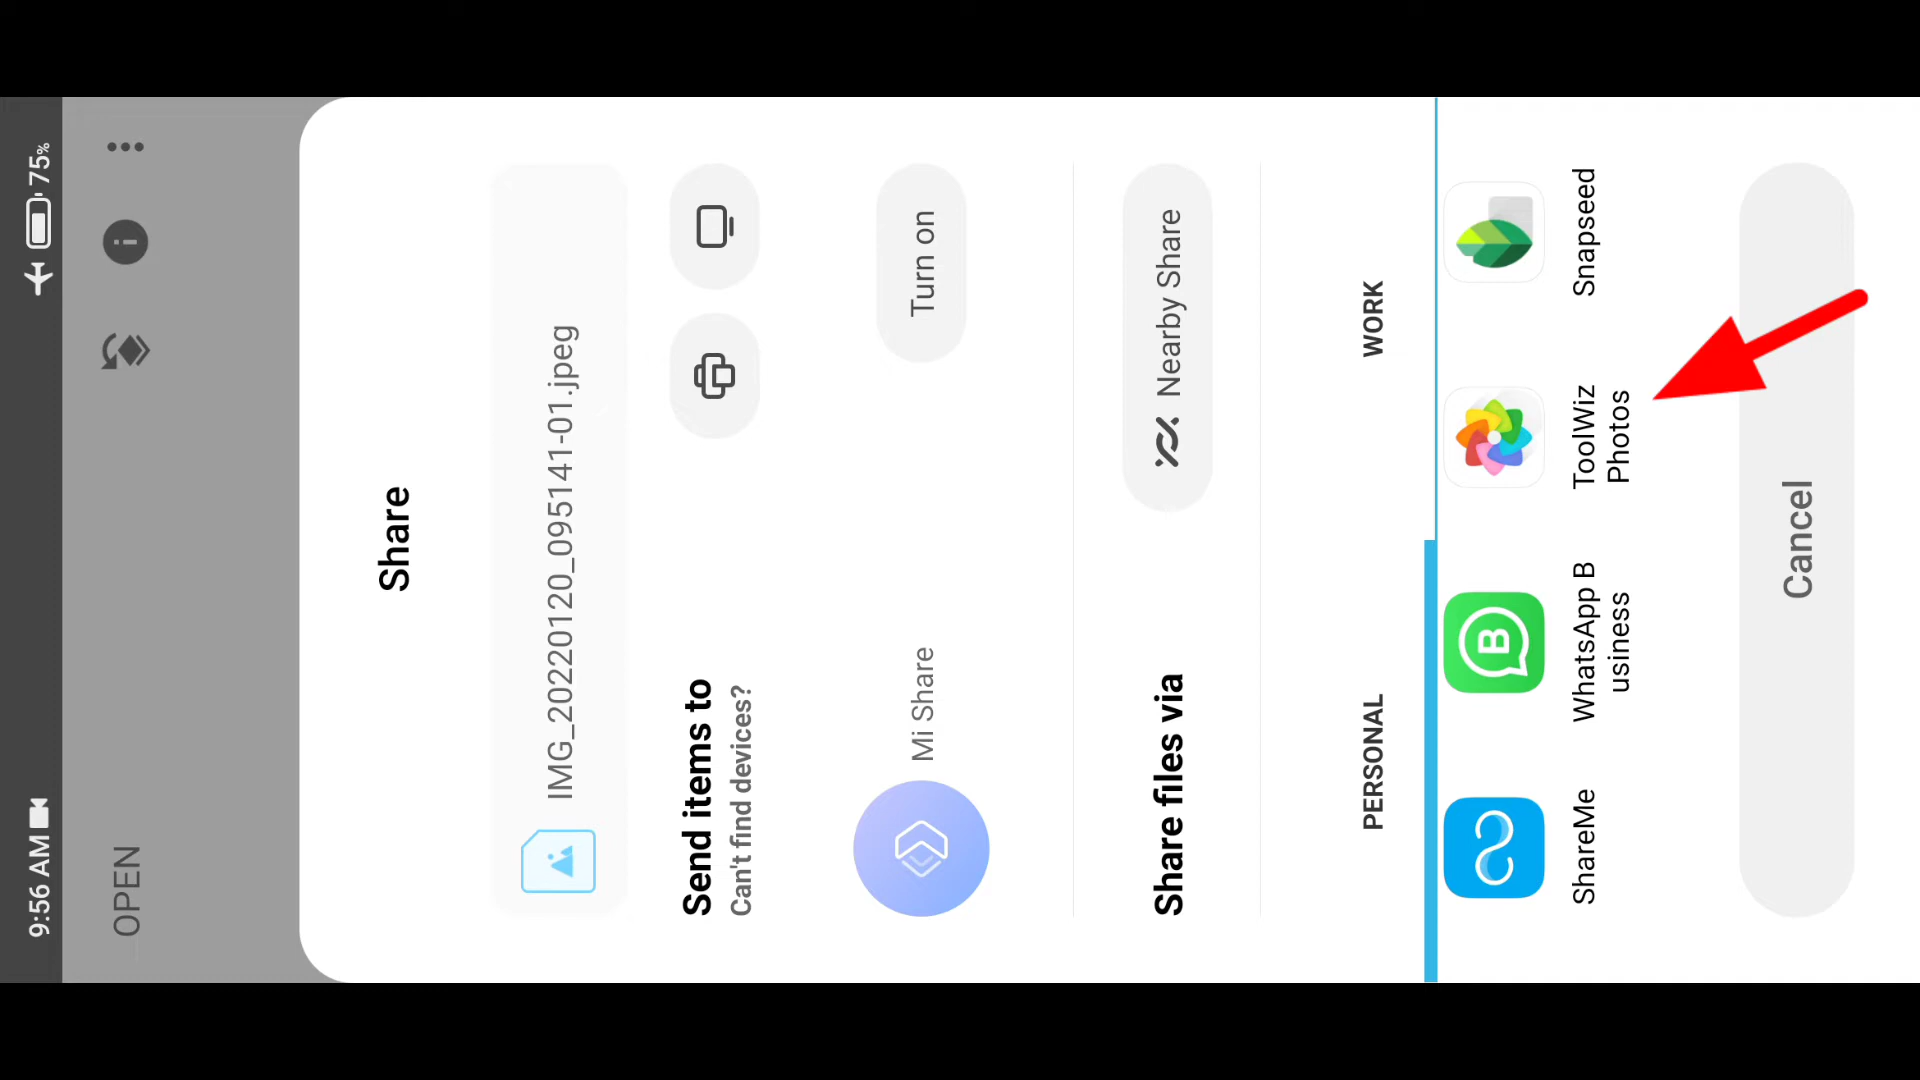 9:56 AM
75%
OPEN
Share
IMG_20220120_095141-01.jpeg
Send items to
Can't find devices?
Mi Share
Turn on
Share files via
Nearby Share
PERSONAL
WORK
ShareMe
WhatsApp B
usiness
ToolWiz
Photos
Snapseed
Cancel